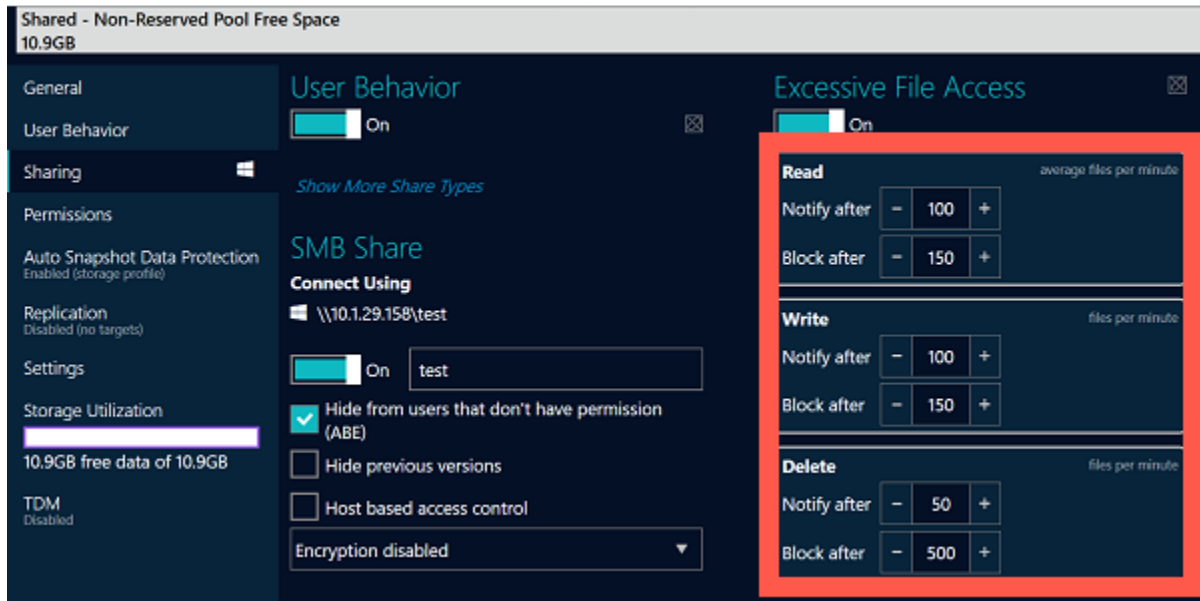 Shared - Non-Reserved Pool Free Space
10.9GB
General
User Behavior
Sharing
Permissions
Auto Snapshot Data Protection
Enabled (storage profile)
Replication
Disabled (no targets)
Settings
Storage Utilization
10.9GB free data of 10.9GB
TDM
Disabled
User Behavior
On
Show More Share Types
SMB Share
Connect Using
\\10.1.29.158\test
On
test
Hide from users that don't have permission
(ABE)
Hide previous versions
Host based access control
Encryption disabled
Excessive File Access
On
Read average files per minute
Notify after - 100 +
Block after - 150 +
Write files per minute
Notify after - 100 +
Block after - 150 +
Delete files per minute
Notify after - 50 +
Block after - 500 +